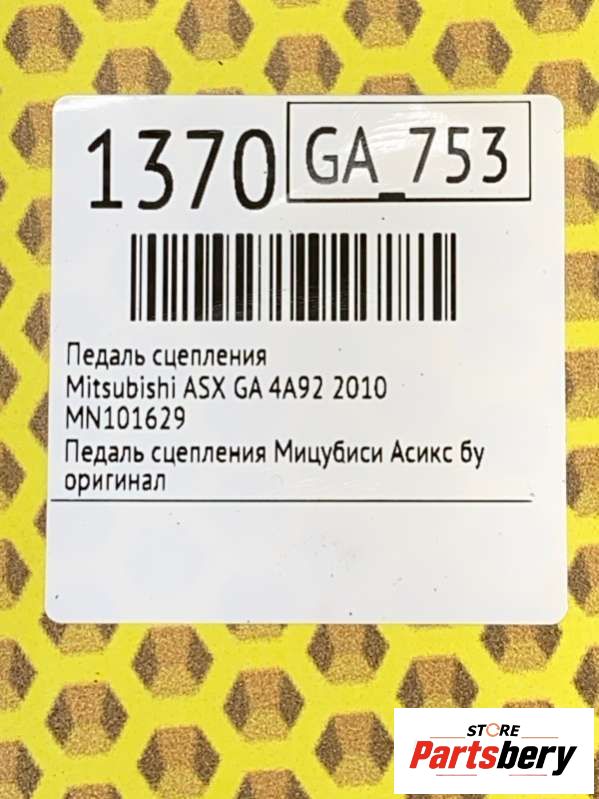 1370 GA_753
Педаль сцепления
Mitsubishi ASX GA 4A92 2010
MN101629
Педаль сцепления Мицубиси Асикс бу
оригинал
STORE
Partsbery